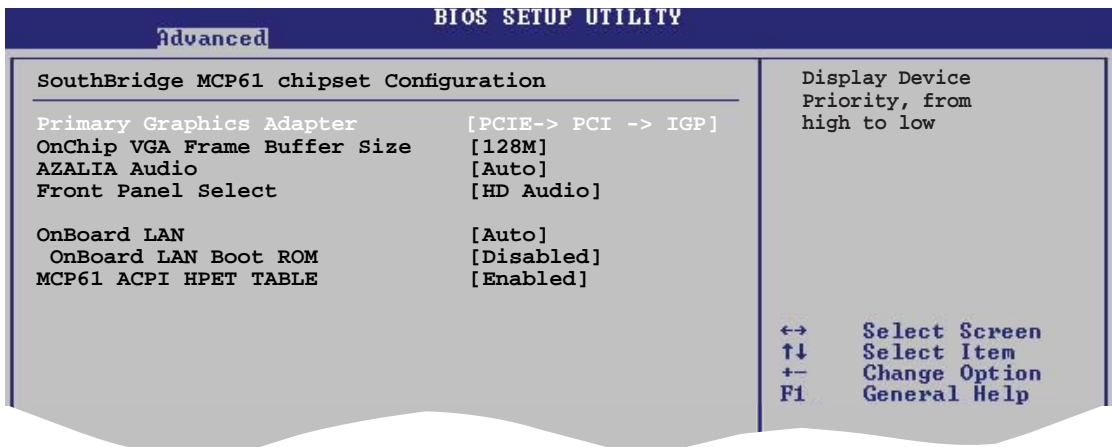 BIOS SETUP UTILITY
Advanced
SouthBridge MCP61 chipset Configuration
Primary Graphics Adapter [PCIE-> PCI -> IGP]
OnChip VGA Frame Buffer Size [128M]
AZALIA Audio [Auto]
Front Panel Select [HD Audio]
OnBoard LAN [Auto]
OnBoard LAN Boot ROM [Disabled]
MCP61 ACPI HPET TABLE [Enabled]
Display Device
Priority, from
high to low
←→ Select Screen
↑↓ Select Item
+- Change Option
F1 General Help